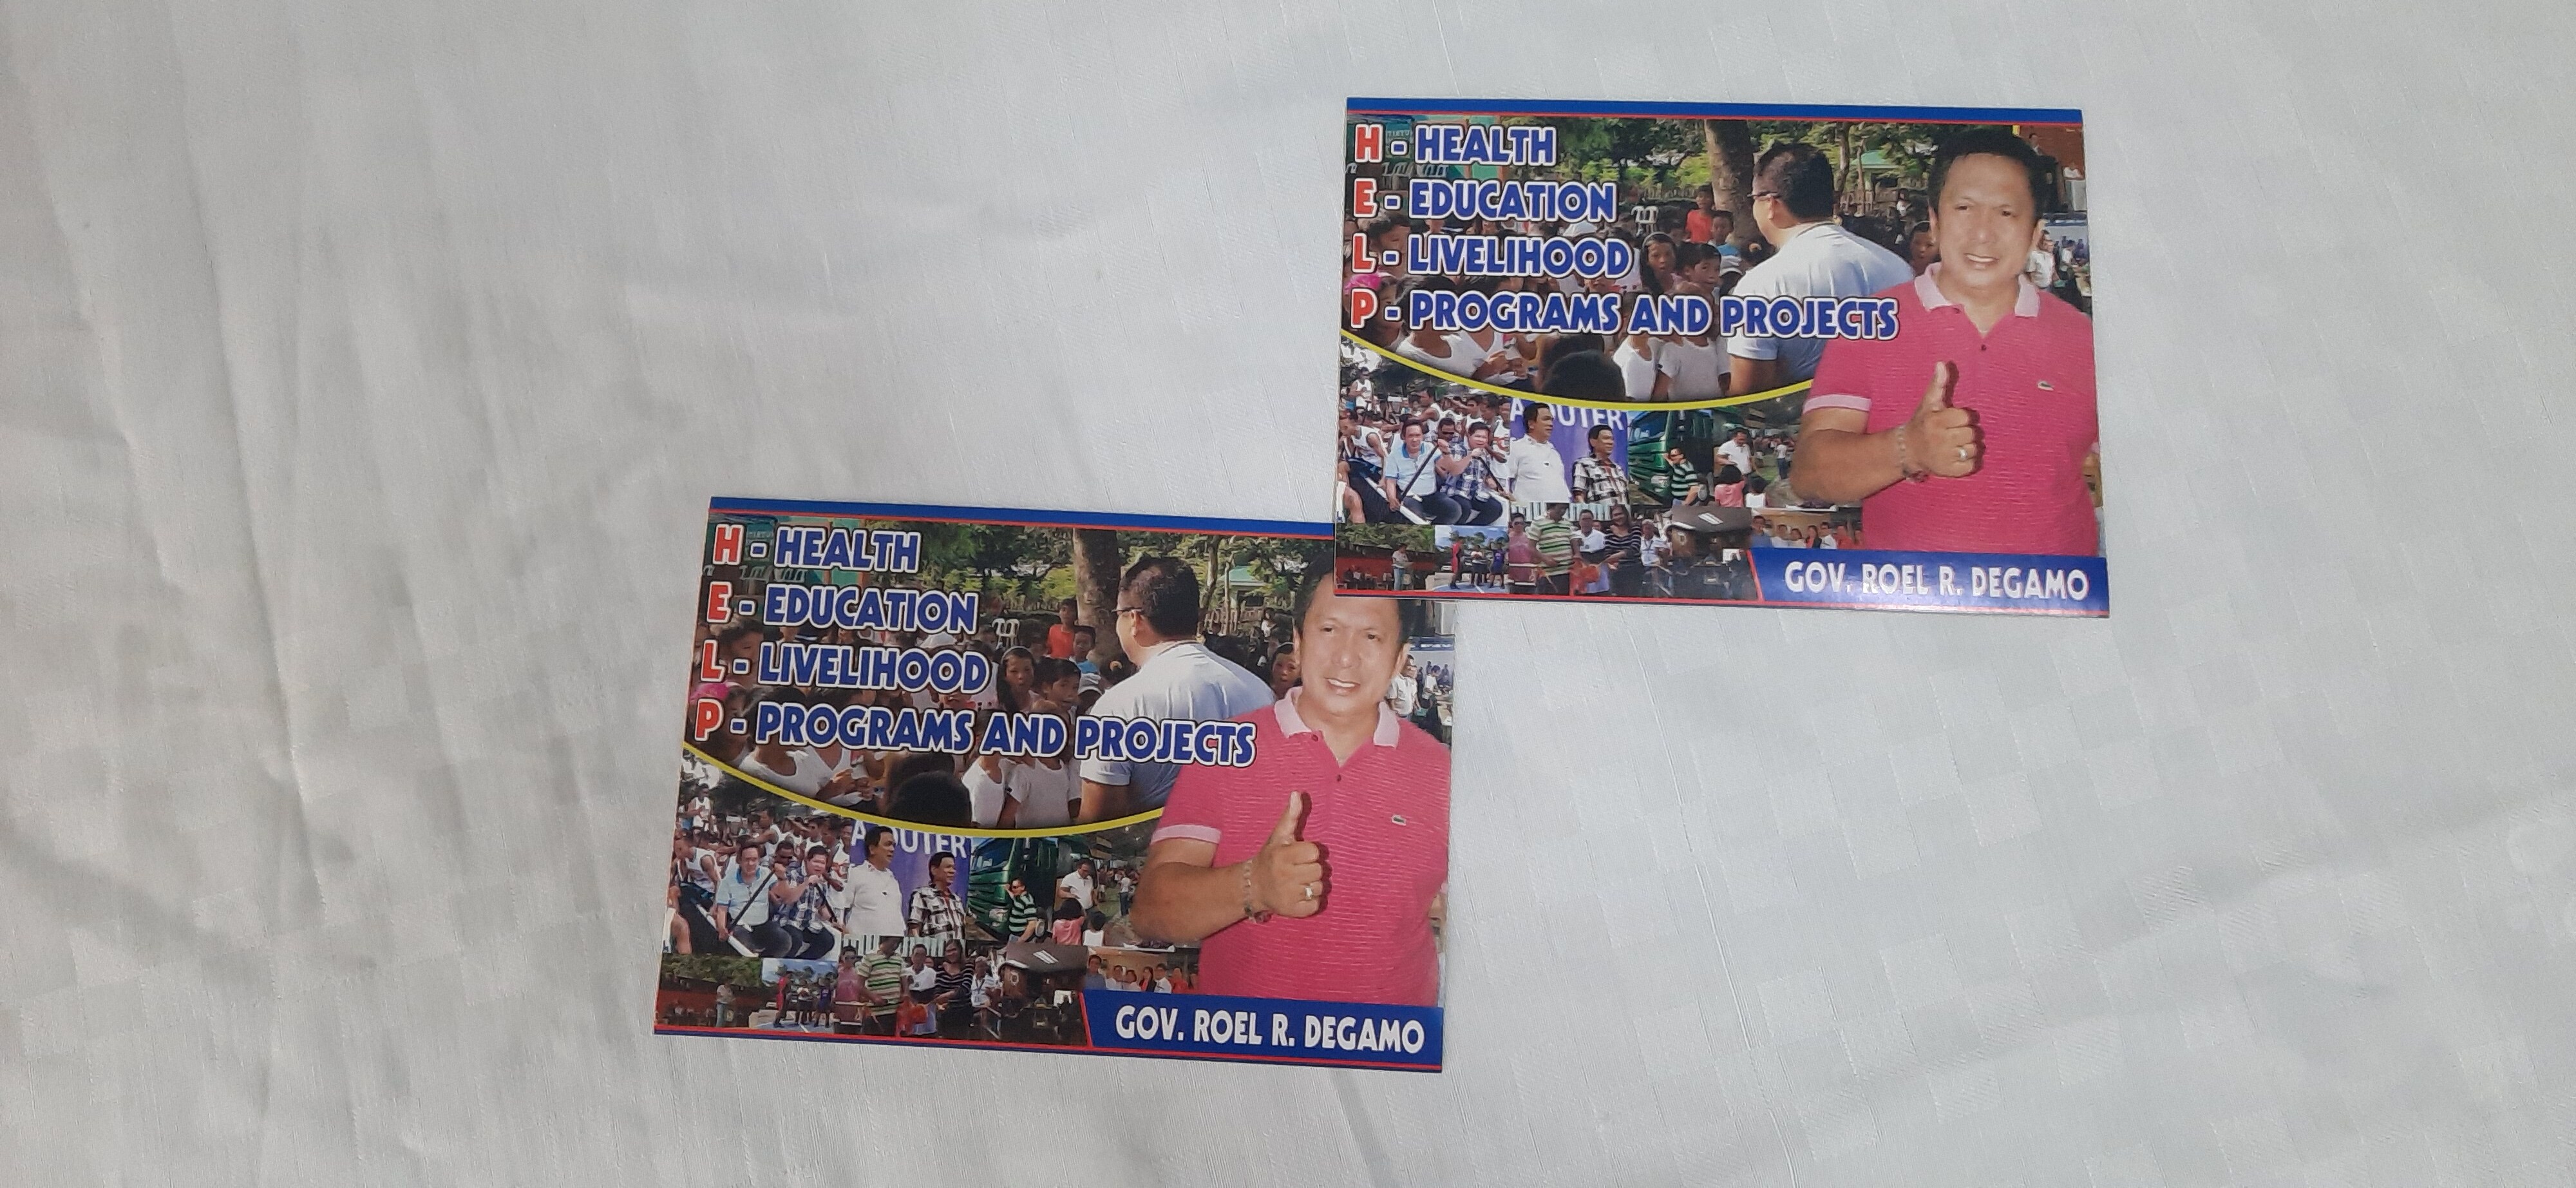 H - HEALTH
E - EDUCATION
L - LIVELIHOOD
P - PROGRAMS AND PROJECTS
GOV. ROEL R. DEGAMO
H - HEALTH
E - EDUCATION
L - LIVELIHOOD
P - PROGRAMS AND PROJECTS
GOV. ROEL R. DEGAMO